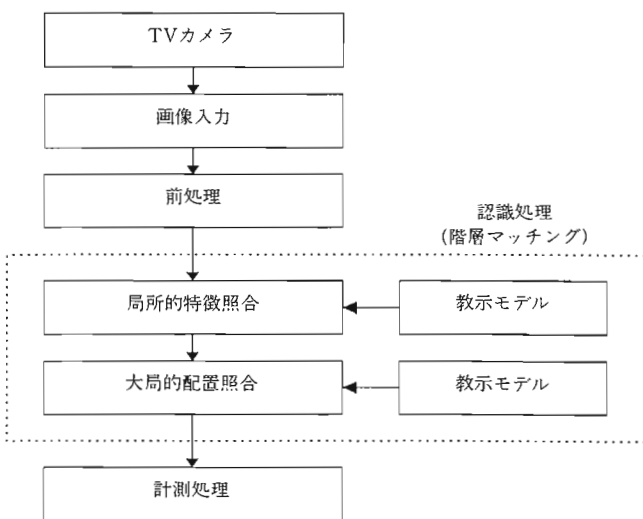 TVカメラ
画像入力
前処理
認識処理
(階層マッチング)
局所的特徴照合
教示モデル
大局的配置照合
教示モデル
計測処理